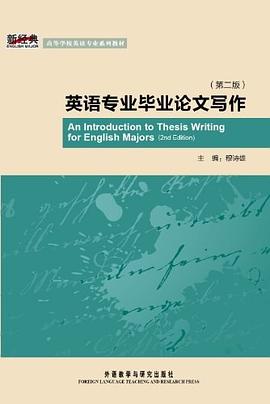 新经典
ENGLISH MAJOR
高等学校英语专业系列教材
(第二版)
英语专业毕业论文写作
An Introduction to Thesis Writing
for English Majors (2nd Edition)
主 编: 穆诗雄
外语教学与研究出版社
FOREIGN LANGUAGE TEACHING AND RESEARCH PRESS